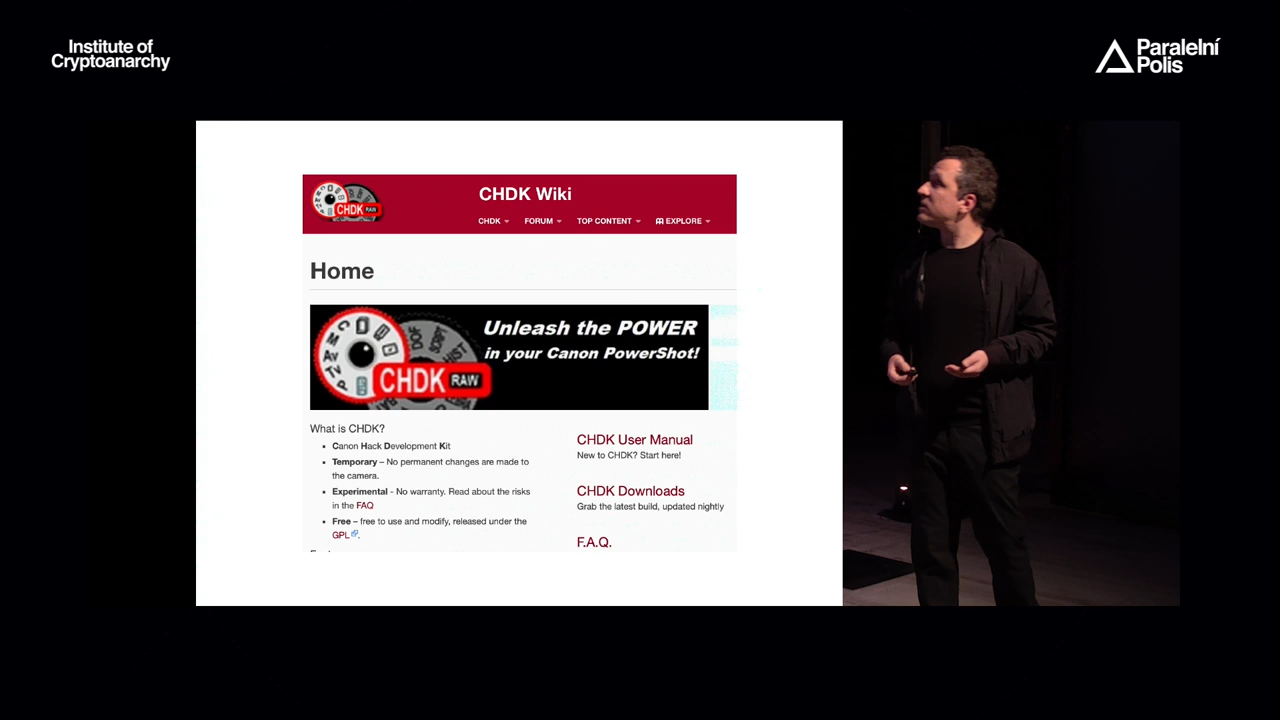 Institute of
Cryptoanarchy
Paralelní
Polis
CHDK RAW
CHDK Wiki
CHDK
FORUM
TOP CONTENT
EXPLORE
Home
Unleash the POWER
in your Canon PowerShot!
CHDK RAW
What is CHDK?
Canon Hack Development Kit
Temporary – No permanent changes are made to
the camera.
Experimental - No warranty. Read about the risks
in the FAQ
Free – free to use and modify, released under the
GPL.
CHDK User Manual
New to CHDK? Start here!
CHDK Downloads
Grab the latest build, updated nightly
F.A.Q.